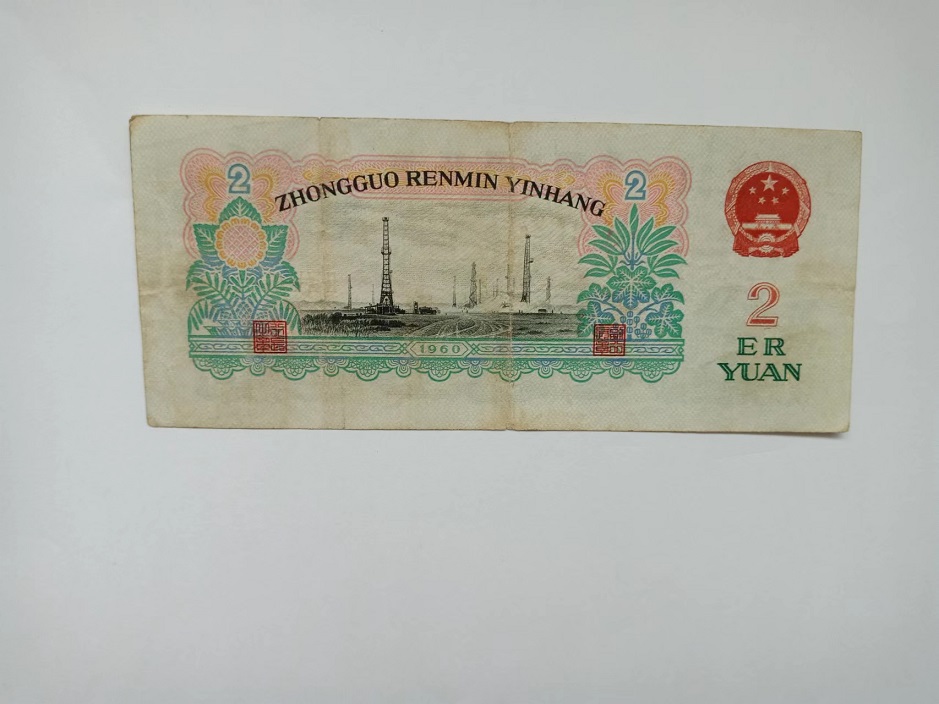 2
ZHONGGUO RENMIN YINHANG
2
1960
2
ER
YUAN